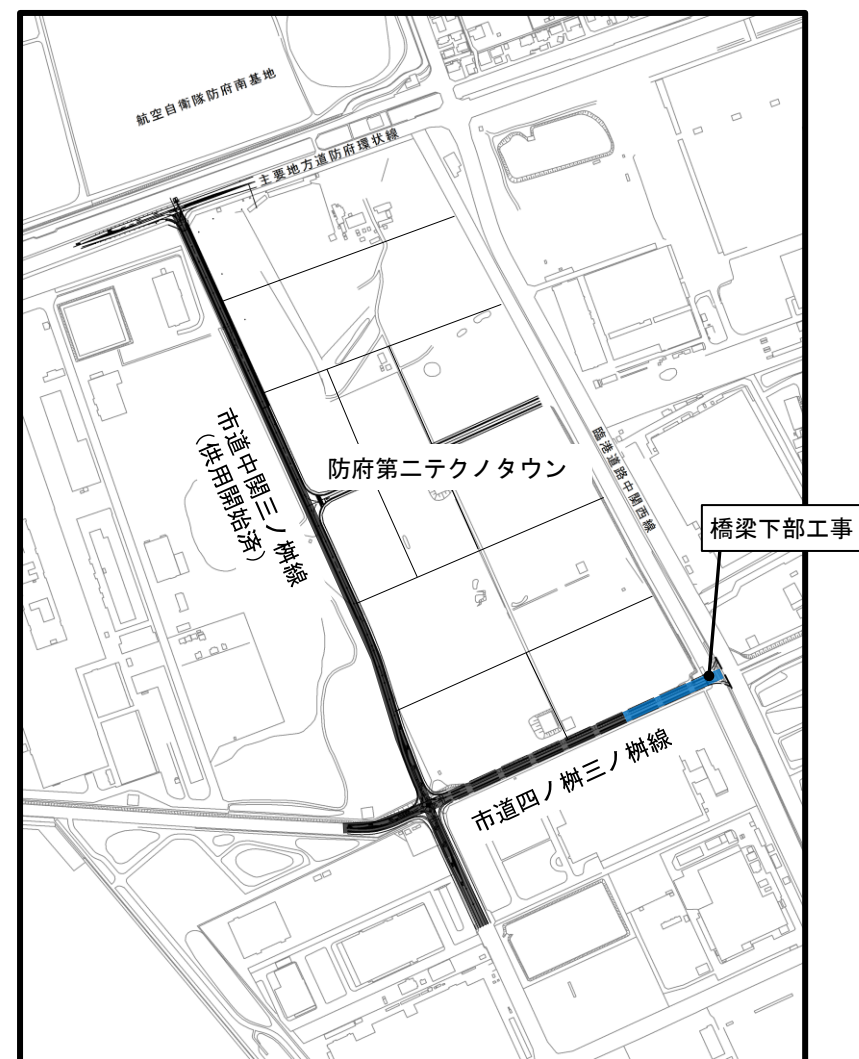 航空自衛隊防府南基地
主要地方道防府環状線
市道中関三ノ桝線
(供用開始済)
防府第二テクノタウン
臨港道路中関西線
橋梁下部工事
市道四ノ桝三ノ桝線